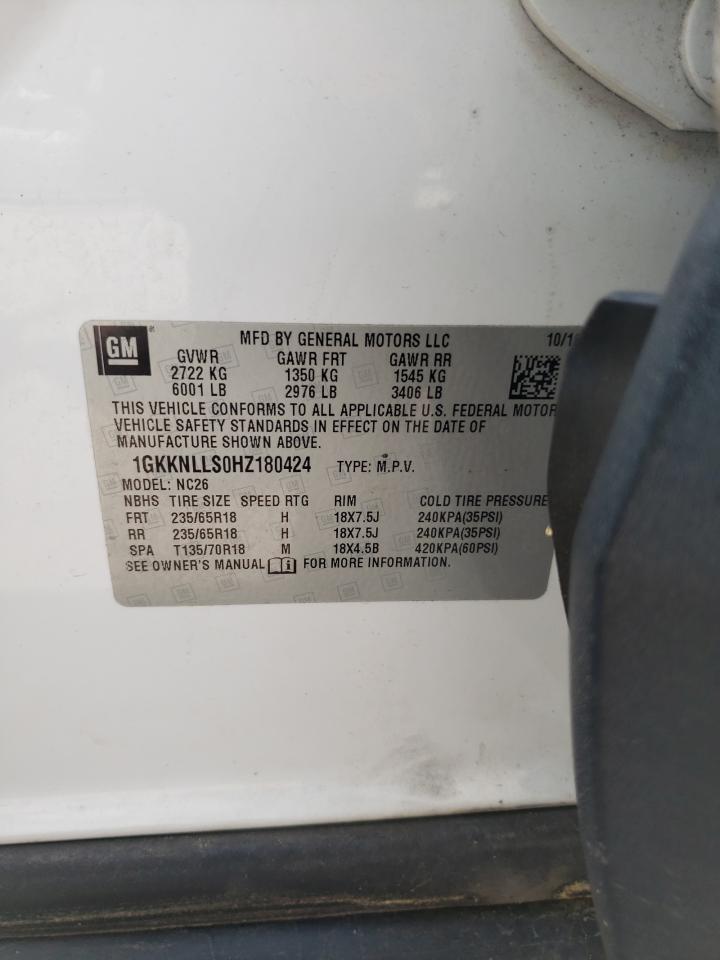 GM
MFD BY GENERAL MOTORS LLC 10/1
GVWR GAWR FRT GAWR RR
2722 KG 1350 KG 1545 KG
6001 LB 2976 LB 3406 LB
THIS VEHICLE CONFORMS TO ALL APPLICABLE U.S. FEDERAL MOTOR
VEHICLE SAFETY STANDARDS IN EFFECT ON THE DATE OF
MANUFACTURE SHOWN ABOVE.
1GKKNLLS0HZ180424 TYPE: M.P.V.
MODEL: NC26
NBHS TIRE SIZE SPEED RTG RIM COLD TIRE PRESSURE
FRT 235/65R18 H 18X7.5J 240KPA(35PSI)
RR 235/65R18 H 18X7.5J 240KPA(35PSI)
SPA T135/70R18 M 18X4.5B 420KPA(60PSI)
SEE OWNER'S MANUAL i FOR MORE INFORMATION.